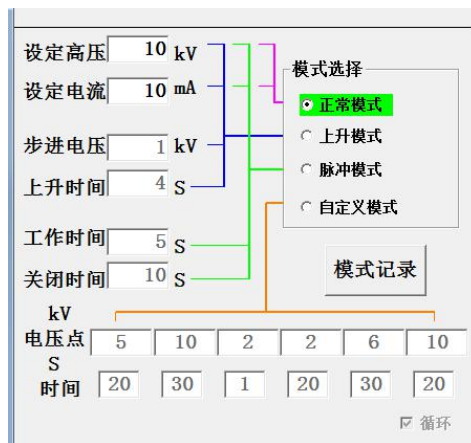 设定高压 10 kV
设定电流 10 mA
步进电压 1 kV
上升时间 4 S
工作时间 5 S
关闭时间 10 S
模式选择
正常模式
上升模式
脉冲模式
自定义模式
模式记录
kV
电压点 5 10 2 2 6 10
S
时间 20 30 1 20 30 20
循环